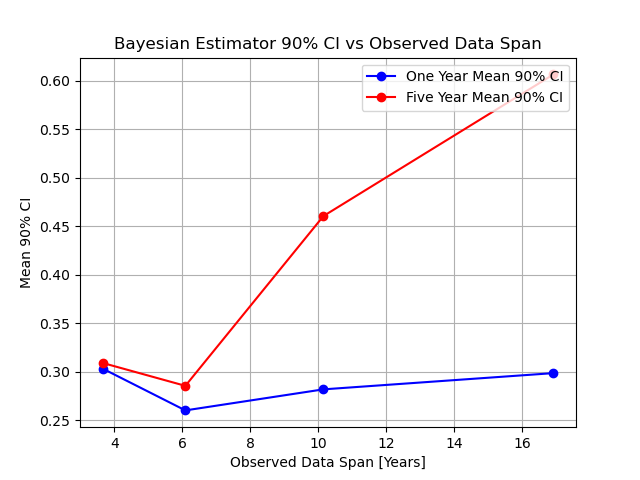 Bayesian Estimator 90% CI vs Observed Data Span
One Year Mean 90% CI
Five Year Mean 90% CI
0.60
0.55
0.50
0.45
0.40
0.35
0.30
0.25
Mean 90% CI
4 6 8 10 12 14 16
Observed Data Span [Years]